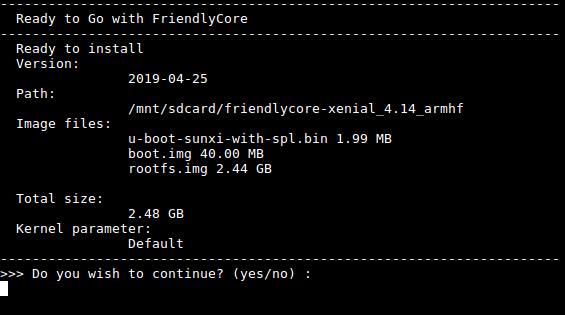 ---------------------------------------------------------------------
Ready to Go with FriendlyCore
---------------------------------------------------------------------
Ready to install
Version:
2019-04-25
Path:
/mnt/sdcard/friendlycore-xenial_4.14_armhf
Image files:
u-boot-sunxi-with-spl.bin 1.99 MB
boot.img 40.00 MB
rootfs.img 2.44 GB
Total size:
2.48 GB
Kernel parameter:
Default
---------------------------------------------------------------------
>>> Do you wish to continue? (yes/no) :